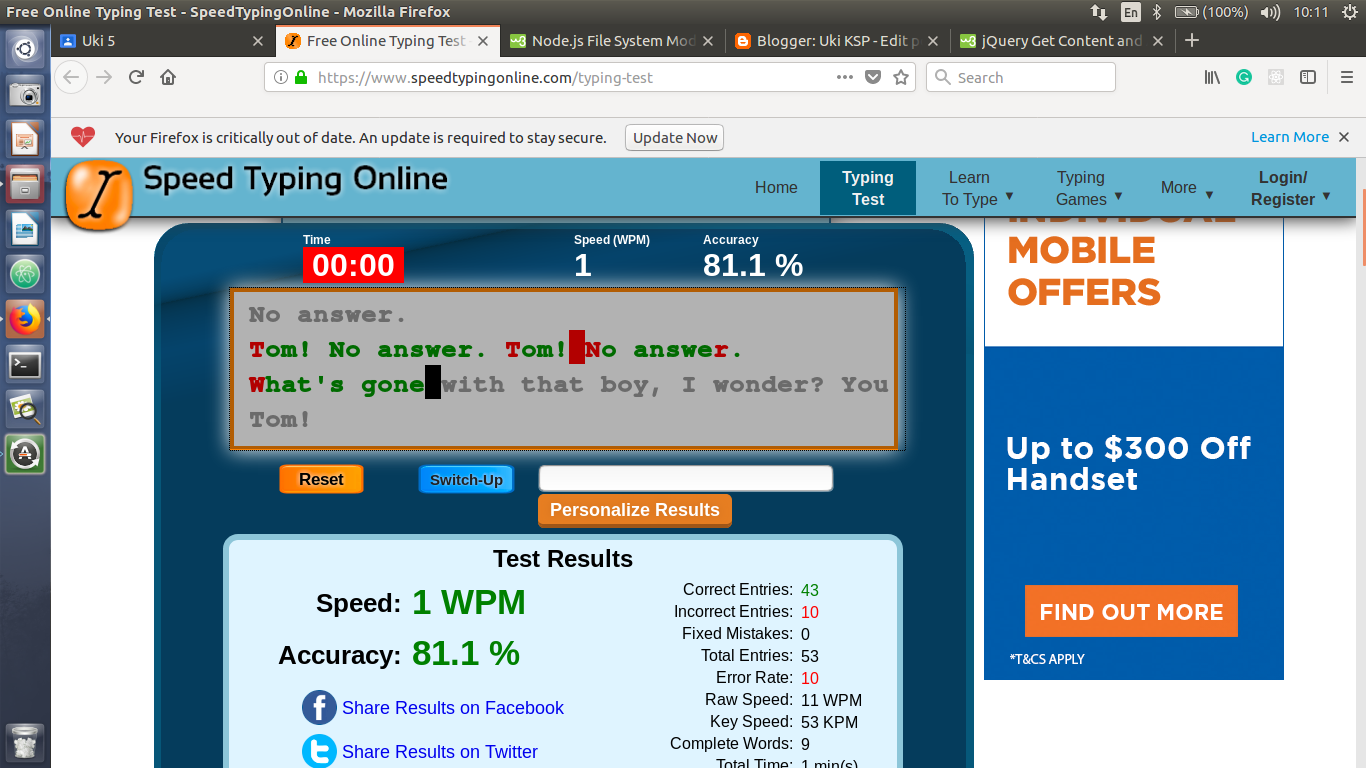 Free Online Typing Test - SpeedTypingOnline - Mozilla Firefox
En (100%) 10:11
Uki 5
Free Online Typing Test
Node.js File System Mod
Blogger: Uki KSP - Edit p
jQuery Get Content and
https://www.speedtypingonline.com/typing-test
Search
Your Firefox is critically out of date. An update is required to stay secure. Update Now Learn More
Speed Typing Online
Home
Typing Test
Learn To Type
Typing Games
More
Login/ Register
INDIVIDUAL
MOBILE
OFFERS
Time Speed (WPM) Accuracy
00:00 1 81.1 %
No answer.
Tom! No answer. Tom! No answer.
What's gone with that boy, I wonder? You
Tom!
Reset Switch-Up
Personalize Results
Test Results
Speed: 1 WPM
Accuracy: 81.1 %
Share Results on Facebook
Share Results on Twitter
Correct Entries: 43
Incorrect Entries: 10
Fixed Mistakes: 0
Total Entries: 53
Error Rate: 10
Raw Speed: 11 WPM
Key Speed: 53 KPM
Complete Words: 9
Total Time: 1 min(s)
Up to $300 Off
Handset
FIND OUT MORE
*T&CS APPLY